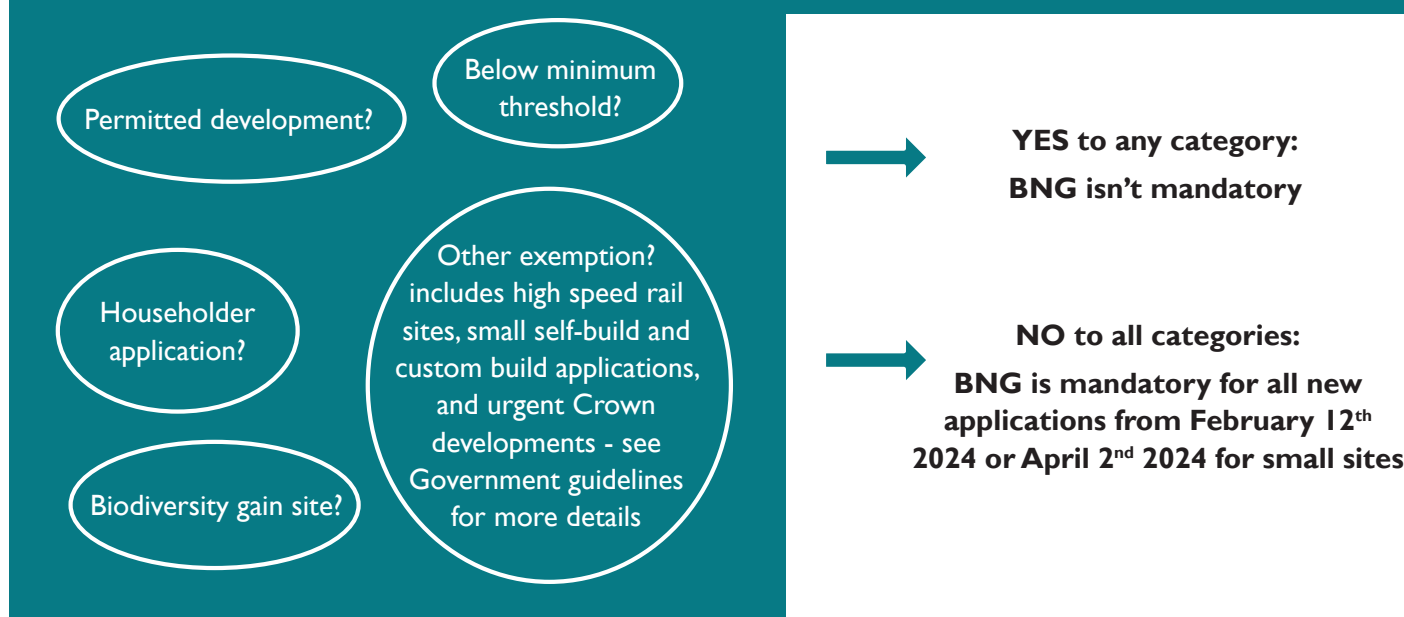 Permitted development?
Below minimum
threshold?
Householder
application?
Other exemption?
includes high speed rail
sites, small self-build and
custom build applications,
and urgent Crown
developments - see
Government guidelines
for more details
Biodiversity gain site?
YES to any category:
BNG isn’t mandatory
NO to all categories:
BNG is mandatory for all new
applications from February 12th
2024 or April 2nd 2024 for small sites